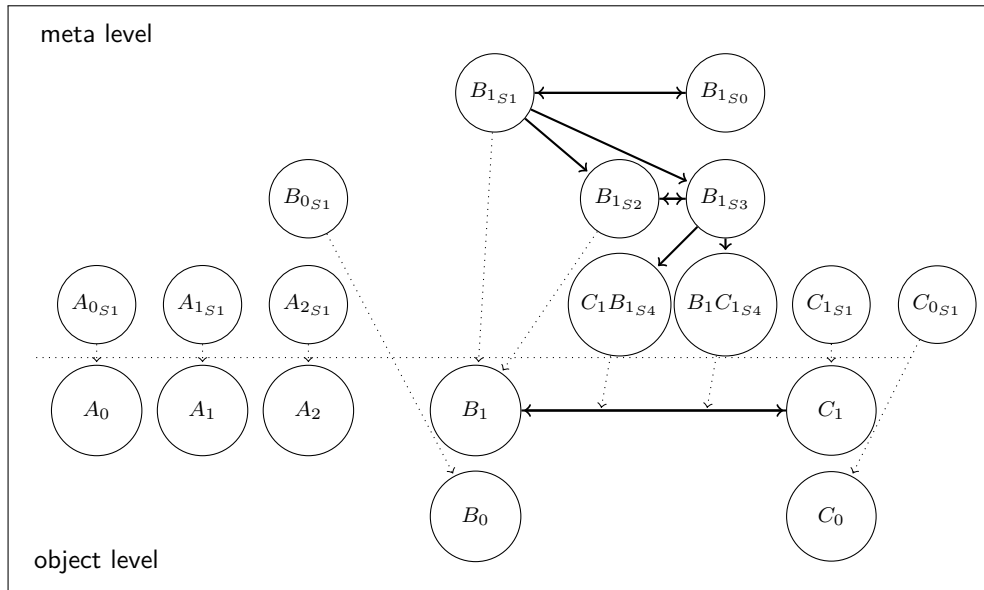 meta level
B₁S1 B₁S0
B₀S1 B₁S2 B₁S3
A₀S1 A₁S1 A₂S1 C₁B₁S4 B₁C₁S4 C₁S1 C₀S1
A₀ A₁ A₂ B₁ C₁
B₀ C₀
object level